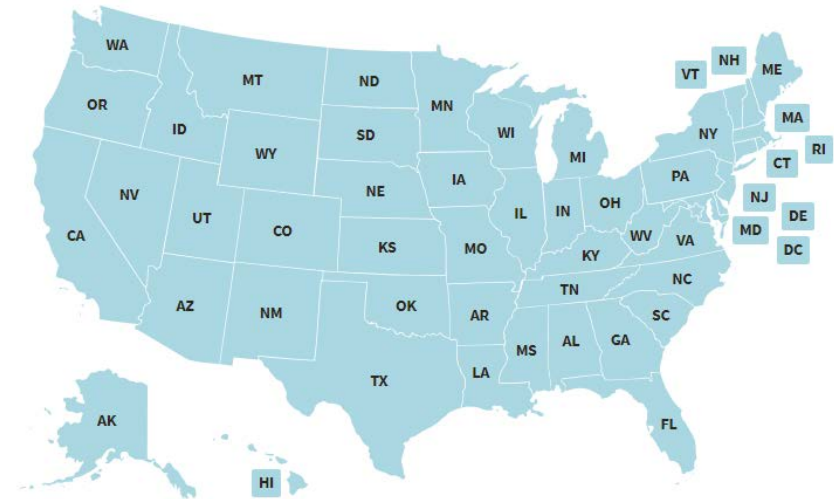 WA
MT
ND
MN
VT
NH
ME
OR
ID
SD
WI
MI
NY
MA
RI
WY
IA
PA
CT
NE
NV
UT
CO
IL
IN
OH
NJ
DE
CA
KS
MO
WV
VA
MD
DC
KY
AZ
NM
OK
AR
TN
NC
SC
MS
AL
GA
TX
LA
AK
FL
HI